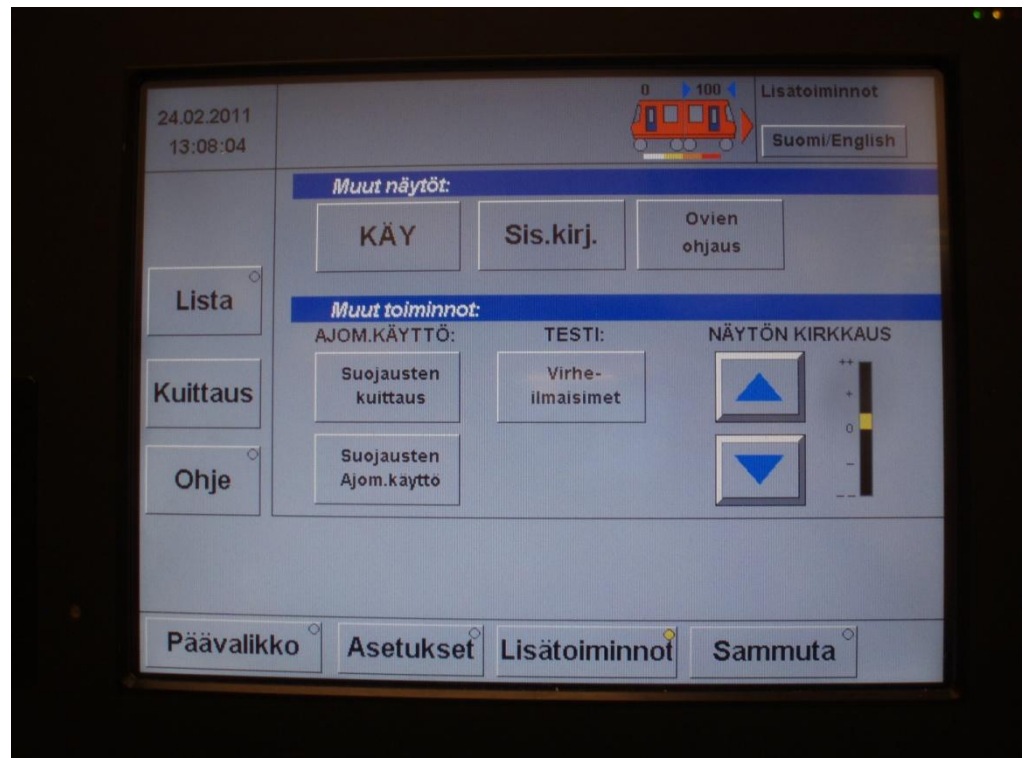 24.02.2011
13:08:04
0 100
Lisätoiminnot
Suomi/English
Muut näytöt:
KÄY
Sis.kirj.
Ovien
ohjaus
Lista
Kuittaus
Ohje
Muut toiminnot:
AJOM.KÄYTTÖ:
Suojausten
kuittaus
Suojausten
Ajom.käyttö
TESTI:
Virhe-
ilmaisimet
NÄYTÖN KIRKKAUS
++
+
0
-
--
Päävalikko
Asetukset
Lisätoiminnot
Sammuta